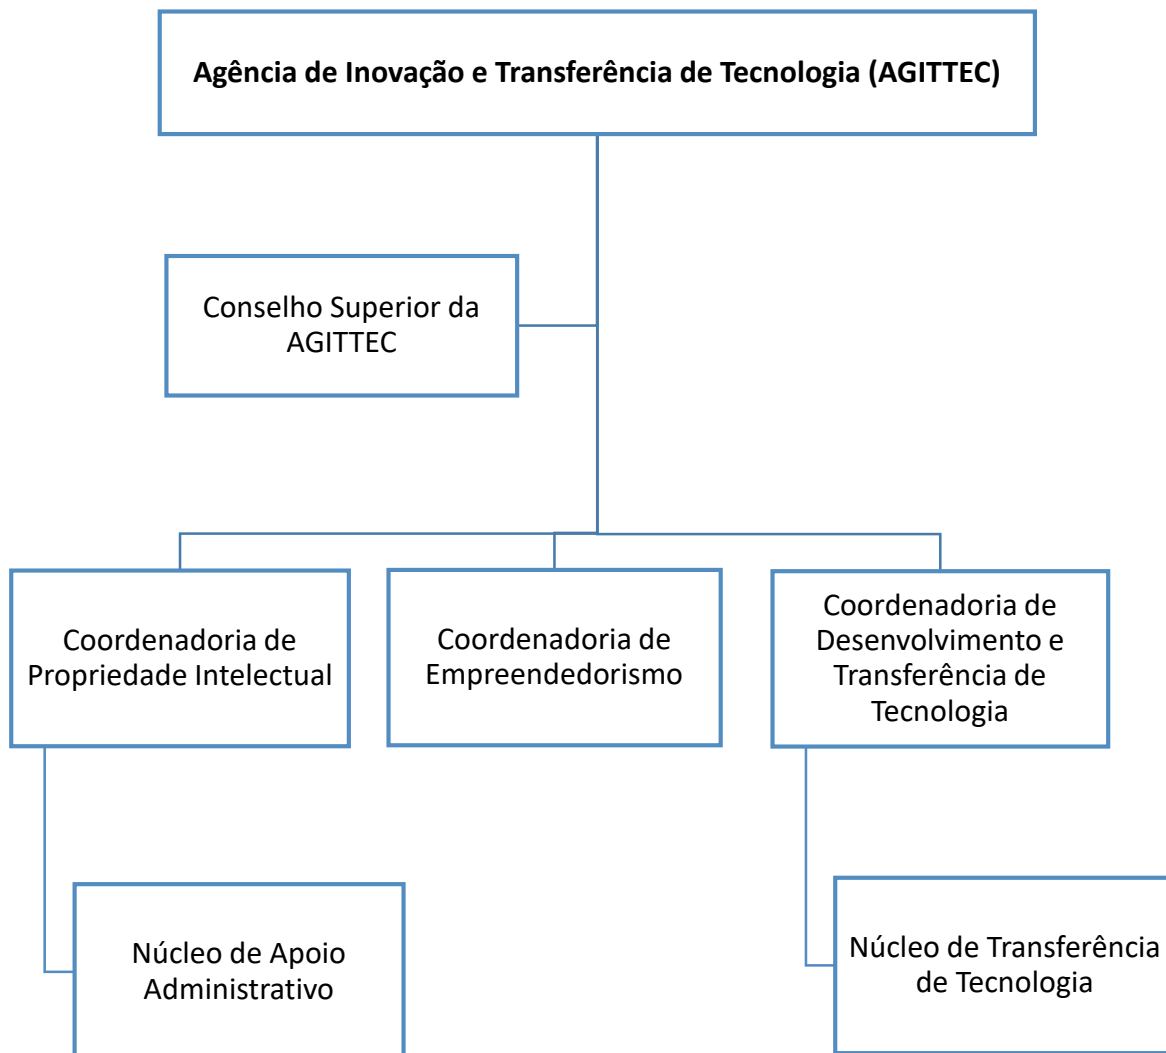 Agência de Inovação e Transferência de Tecnologia (AGITTEC)
Conselho Superior da
AGITTEC
Coordenadoria de
Propriedade Intelectual
Coordenadoria de
Empreendedorismo
Coordenadoria de
Desenvolvimento e
Transferência de
Tecnologia
Núcleo de Apoio
Administrativo
Núcleo de Transferência
de Tecnologia